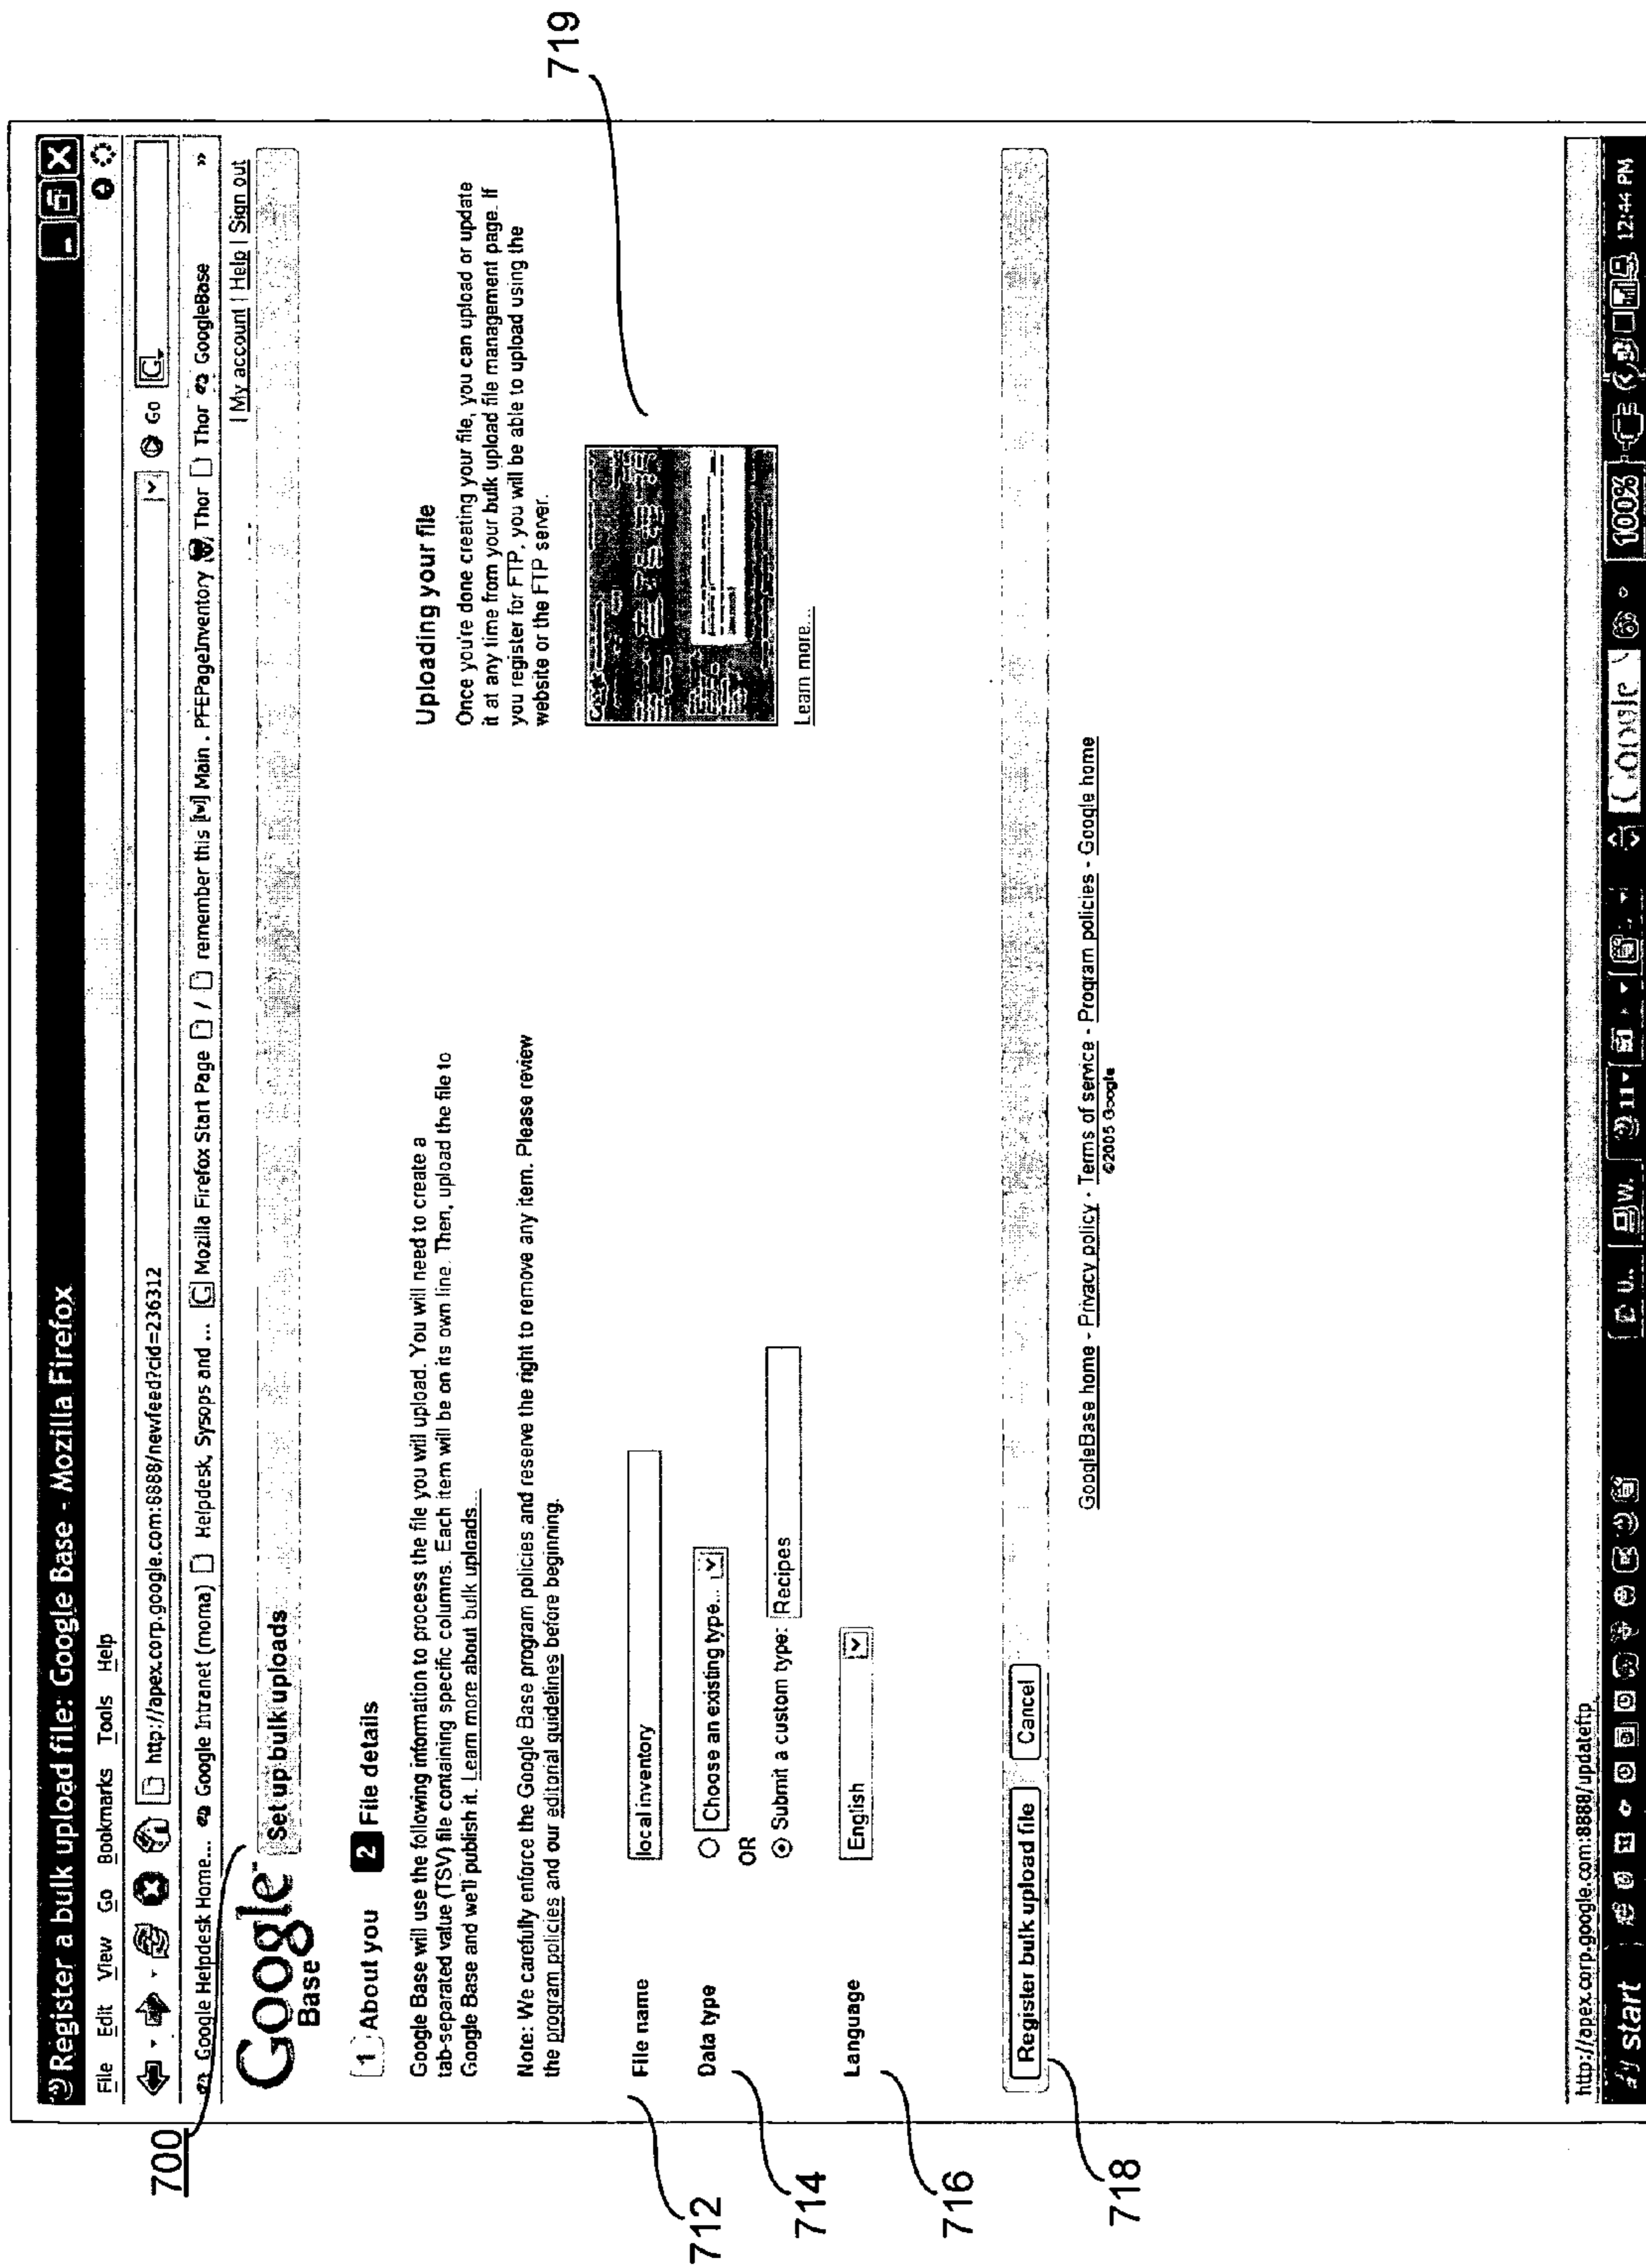 Register a bulk upload file: Google Base - Mozilla Firefox
File Edit View Go Bookmarks Tools Help
http://apex.corp.google.com:8888/newfeed?cid=236312 Go
Google Helpdesk Home... Google Intranet (moma) Helpdesk, Sysops and ... Mozilla Firefox Start Page / remember this Main . PFEPageInventory Thor Thor GoogleBase »
| My account | Help | Sign out
700
Google™ Base
Set up bulk uploads
1 About you 2 File details
Google Base will use the following information to process the file you will upload. You will need to create a
tab-separated value (TSV) file containing specific columns. Each item will be on its own line. Then, upload the file to
Google Base and we'll publish it. Learn more about bulk uploads...
Note: We carefully enforce the Google Base program policies and reserve the right to remove any item. Please review
the program policies and our editorial guidelines before beginning.
712
File name local inventory
714
Data type Choose an existing type...
OR
Submit a custom type: Recipes
716
Language English
Uploading your file
Once you're done creating your file, you can upload or update
it at any time from your bulk upload file management page. If
you register for FTP, you will be able to upload using the
website or the FTP server.
719
Learn more...
718
Register bulk upload file Cancel
GoogleBase home - Privacy policy - Terms of service - Program policies - Google home
©2005 Google
http://apex.corp.google.com:8888/updateftp
start U.. W. 11 Google 100% 12:44 PM